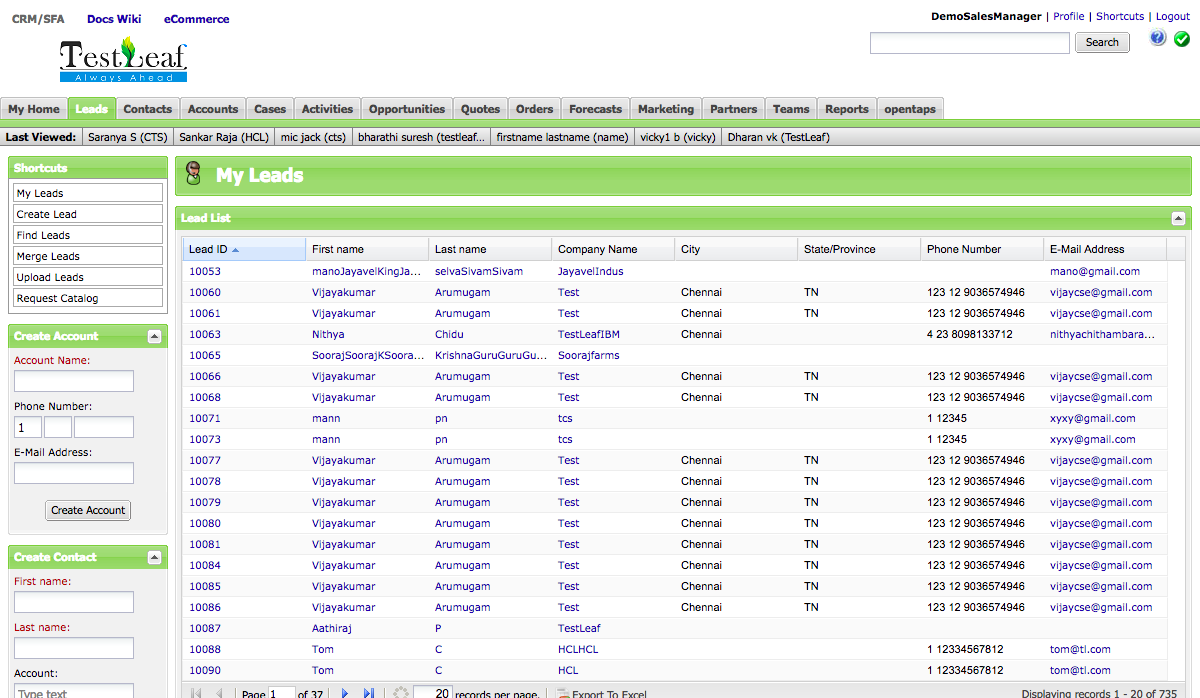 CRM/SFA Docs Wiki eCommerce
DemoSalesManager | Profile | Shortcuts | Logout
TestLeaf
Always Ahead
Search
My Home Leads Contacts Accounts Cases Activities Opportunities Quotes Orders Forecasts Marketing Partners Teams Reports opentaps
Last Viewed: Saranya S (CTS) Sankar Raja (HCL) mic jack (cts) bharathi suresh (testleaf... firstname lastname (name) vicky1 b (vicky) Dharan vk (TestLeaf)
Shortcuts
My Leads
Create Lead
Find Leads
Merge Leads
Upload Leads
Request Catalog
Create Account
Account Name:
Phone Number:
1
E-Mail Address:
Create Account
Create Contact
First name:
Last name:
Account:
Type text
My Leads
Lead List
Lead ID First name Last name Company Name City State/Province Phone Number E-Mail Address
10053 manoJayavelKingJa... selvaSivamSivam JayavelIndus mano@gmail.com
10060 Vijayakumar Arumugam Test Chennai TN 123 12 9036574946 vijaycse@gmail.com
10061 Vijayakumar Arumugam Test Chennai TN 123 12 9036574946 vijaycse@gmail.com
10063 Nithya Chidu TestLeafIBM Chennai 4 23 8098133712 nithyachithambara...
10065 SoorajSoorajKSoora... KrishnaGuruGuruGu... Soorajfarms
10066 Vijayakumar Arumugam Test Chennai TN 123 12 9036574946 vijaycse@gmail.com
10068 Vijayakumar Arumugam Test Chennai TN 123 12 9036574946 vijaycse@gmail.com
10071 mann pn tcs 1 12345 xyxy@gmail.com
10073 mann pn tcs 1 12345 xyxy@gmail.com
10077 Vijayakumar Arumugam Test Chennai TN 123 12 9036574946 vijaycse@gmail.com
10078 Vijayakumar Arumugam Test Chennai TN 123 12 9036574946 vijaycse@gmail.com
10079 Vijayakumar Arumugam Test Chennai TN 123 12 9036574946 vijaycse@gmail.com
10080 Vijayakumar Arumugam Test Chennai TN 123 12 9036574946 vijaycse@gmail.com
10081 Vijayakumar Arumugam Test Chennai TN 123 12 9036574946 vijaycse@gmail.com
10084 Vijayakumar Arumugam Test Chennai TN 123 12 9036574946 vijaycse@gmail.com
10085 Vijayakumar Arumugam Test Chennai TN 123 12 9036574946 vijaycse@gmail.com
10086 Vijayakumar Arumugam Test Chennai TN 123 12 9036574946 vijaycse@gmail.com
10087 Aathiraj P TestLeaf
10088 Tom C HCLHCL 1 12334567812 tom@tl.com
10090 Tom C HCL 1 12334567812 tom@tl.com
Page 1 of 37 20 records per page. Export To Excel Displaying records 1 - 20 of 735